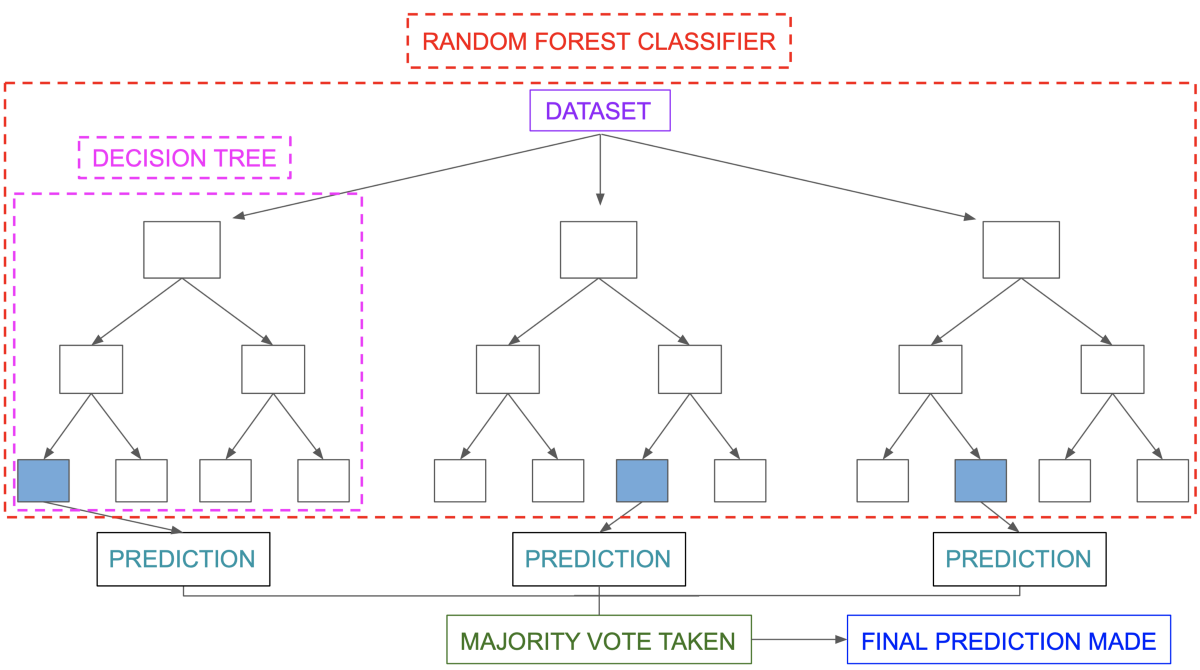 RANDOM FOREST CLASSIFIER
DATASET
DECISION TREE
PREDICTION
PREDICTION
PREDICTION
MAJORITY VOTE TAKEN
FINAL PREDICTION MADE